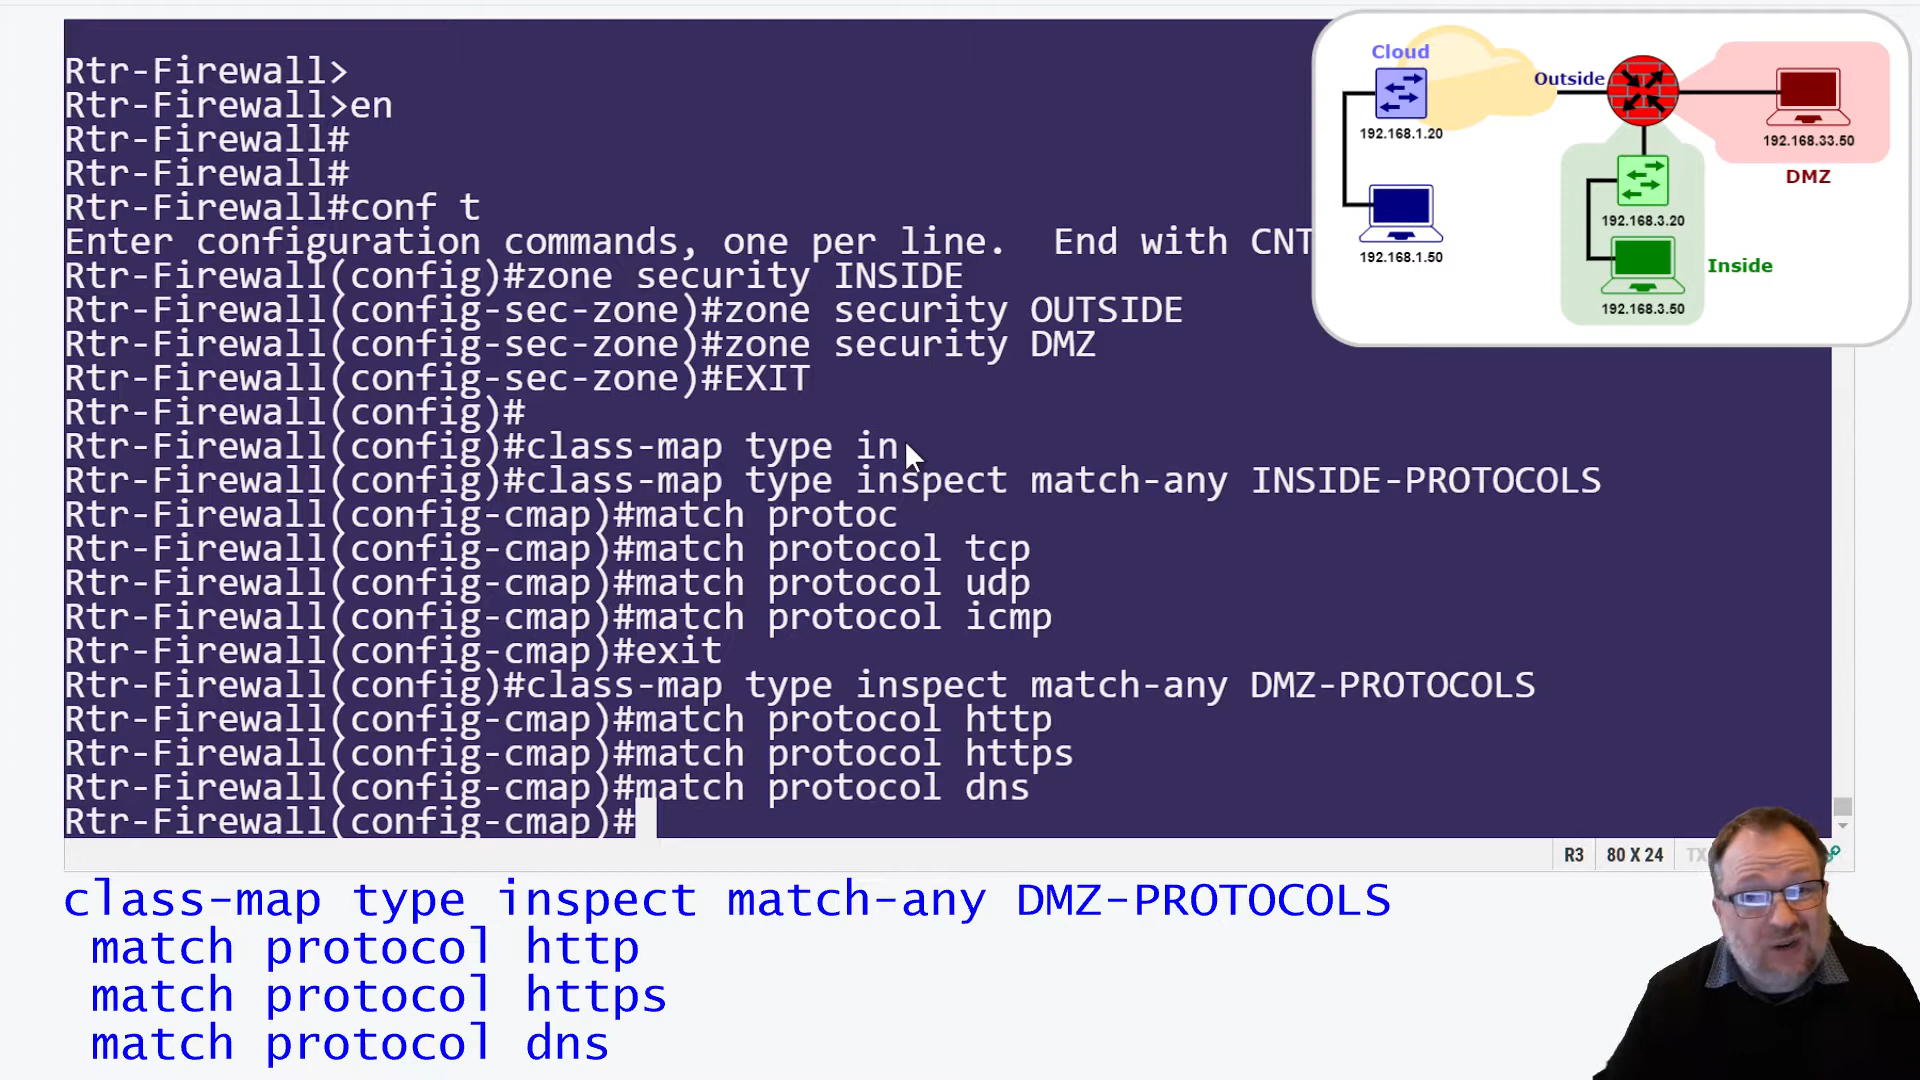 Rtr-Firewall>
Rtr-Firewall>en
Rtr-Firewall#
Rtr-Firewall#
Rtr-Firewall#conf t
Enter configuration commands, one per line.  End with CNT
Rtr-Firewall(config)#zone security INSIDE
Rtr-Firewall(config-sec-zone)#zone security OUTSIDE
Rtr-Firewall(config-sec-zone)#zone security DMZ
Rtr-Firewall(config-sec-zone)#EXIT
Rtr-Firewall(config)#
Rtr-Firewall(config)#class-map type in
Rtr-Firewall(config)#class-map type inspect match-any INSIDE-PROTOCOLS
Rtr-Firewall(config-cmap)#match protoc
Rtr-Firewall(config-cmap)#match protocol tcp
Rtr-Firewall(config-cmap)#match protocol udp
Rtr-Firewall(config-cmap)#match protocol icmp
Rtr-Firewall(config-cmap)#exit
Rtr-Firewall(config)#class-map type inspect match-any DMZ-PROTOCOLS
Rtr-Firewall(config-cmap)#match protocol http
Rtr-Firewall(config-cmap)#match protocol https
Rtr-Firewall(config-cmap)#match protocol dns
Rtr-Firewall(config-cmap)#
Cloud
Outside
192.168.1.20
192.168.33.50
DMZ
192.168.3.20
192.168.1.50
Inside
192.168.3.50
R3 80 X 24 TX
class-map type inspect match-any DMZ-PROTOCOLS
match protocol http
match protocol https
match protocol dns